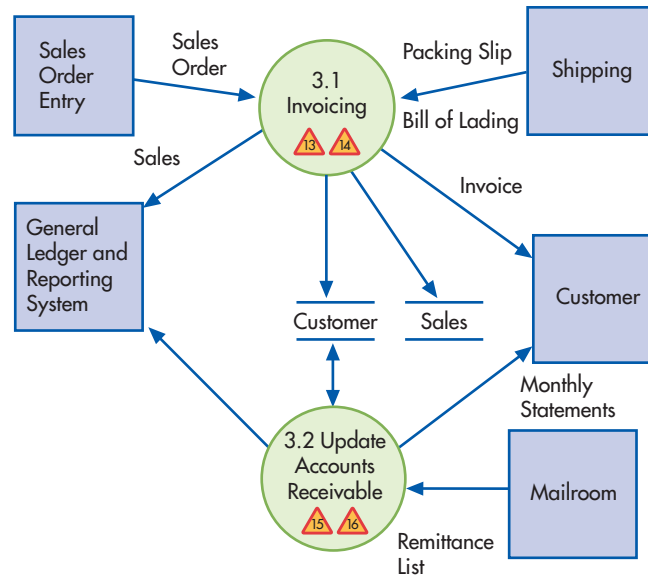 Sales
Order
Entry
Sales
Order
3.1
Invoicing
13 14
Packing Slip
Bill of Lading
Shipping
Sales
Invoice
General
Ledger and
Reporting
System
Customer
Sales
Customer
Monthly
Statements
3.2 Update
Accounts
Receivable
15 16
Mailroom
Remittance
List